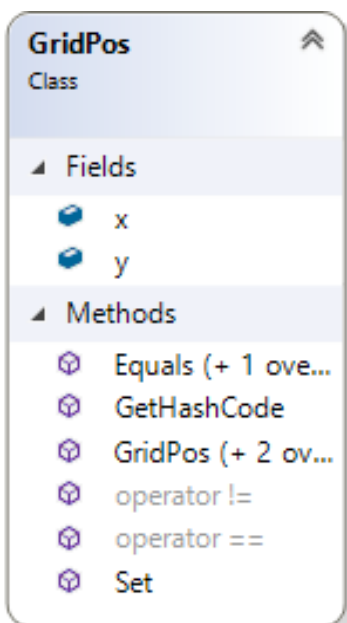 GridPos
Class
Fields
x
y
Methods
Equals (+ 1 ove...
GetHashCode
GridPos (+ 2 ov...
operator !=
operator ==
Set